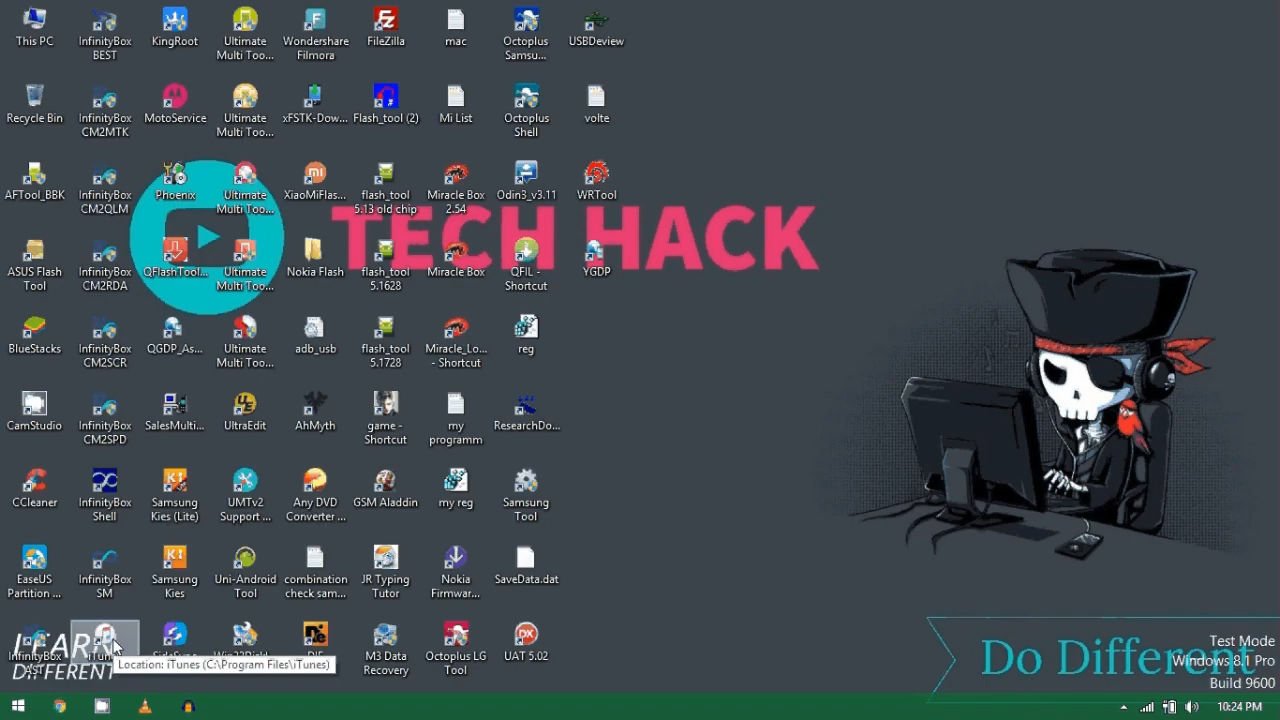 This PC
InfinityBox
BEST
KingRoot
Ultimate
Multi Too...
Wondershare
Filmora
FileZilla
mac
Octoplus
Samsu...
USBDeview
Recycle Bin
InfinityBox
CM2MTK
MotoService
Ultimate
Multi Too...
xFSTK-Dow...
Flash_tool (2)
Mi List
Octoplus
Shell
volte
AFTool_BBK
InfinityBox
CM2QLM
Phoenix
Ultimate
Multi Too...
XiaoMiFlas...
flash_tool
5.13 old chip
Miracle Box
2.54
Odin3_v3.11
WRTool
TECH HACK
ASUS Flash
Tool
InfinityBox
CM2RDA
QFlashTool...
Ultimate
Multi Too...
Nokia Flash
flash_tool
5.1628
Miracle Box
QFIL -
Shortcut
YGDP
BlueStacks
InfinityBox
CM2SCR
QGDP_As...
Ultimate
Multi Too...
adb_usb
flash_tool
5.1728
Miracle_Lo...
- Shortcut
reg
CamStudio
InfinityBox
CM2SPD
SalesMulti...
UltraEdit
AhMyth
game -
Shortcut
my
programm
ResearchDo...
CCleaner
InfinityBox
Shell
Samsung
Kies (Lite)
UMTv2
Support ...
Any DVD
Converter ...
GSM Aladdin
my reg
Samsung
Tool
EaseUS
Partition ...
InfinityBox
SM
Samsung
Kies
Uni-Android
Tool
combination
check sam...
JR Typing
Tutor
Nokia
Firmwar...
SaveData.dat
InfinityBox
LEARN
DIFFERENT
Location: iTunes (C:\Program Files\iTunes)
M3 Data
Recovery
Octoplus LG
Tool
UAT 5.02
Do Different
Test Mode
Windows 8.1 Pro
Build 9600
10:24 PM